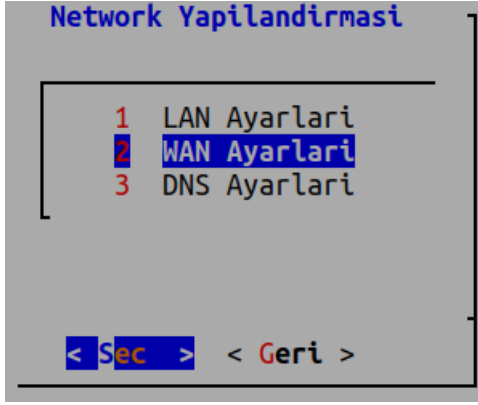 Network Yapilandirmasi
1 LAN Ayarlari
2 WAN Ayarlari
3 DNS Ayarlari
< Sec > < Geri >